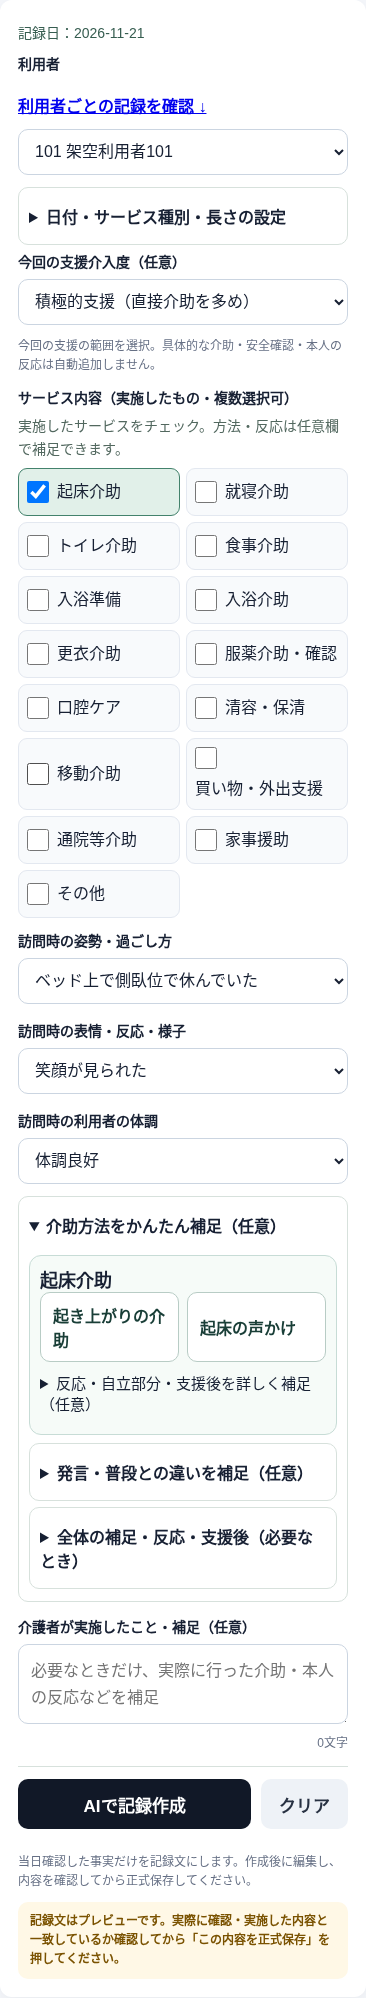 記録日：2026-11-21
利用者
利用者ごとの記録を確認 ↓
101 架空利用者101
▶ 日付・サービス種別・長さの設定
今回の支援介入度（任意）
積極的支援（直接介助を多め）
今回の支援の範囲を選択。具体的な介助・安全確認・本人の
反応は自動追加しません。
サービス内容（実施したもの・複数選択可）
実施したサービスをチェック。方法・反応は任意欄
で補足できます。
起床介助
就寝介助
トイレ介助
食事介助
入浴準備
入浴介助
更衣介助
服薬介助・確認
口腔ケア
清容・保清
移動介助
買い物・外出支援
通院等介助
家事援助
その他
訪問時の姿勢・過ごし方
ベッド上で側臥位で休んでいた
訪問時の表情・反応・様子
笑顔が見られた
訪問時の利用者の体調
体調良好
▼ 介助方法をかんたん補足（任意）
起床介助
起き上がりの介
助
起床の声かけ
▶ 反応・自立部分・支援後を詳しく補足
（任意）
▶ 発言・普段との違いを補足（任意）
▶ 全体の補足・反応・支援後（必要な
とき）
介護者が実施したこと・補足（任意）
必要なときだけ、実際に行った介助・本人
の反応などを補足
0文字
AIで記録作成
クリア
当日確認した事実だけを記録文にします。作成後に編集し、
内容を確認してから正式保存してください。
記録文はプレビューです。実際に確認・実施した内容と
一致しているか確認してから「この内容を正式保存」を
押してください。